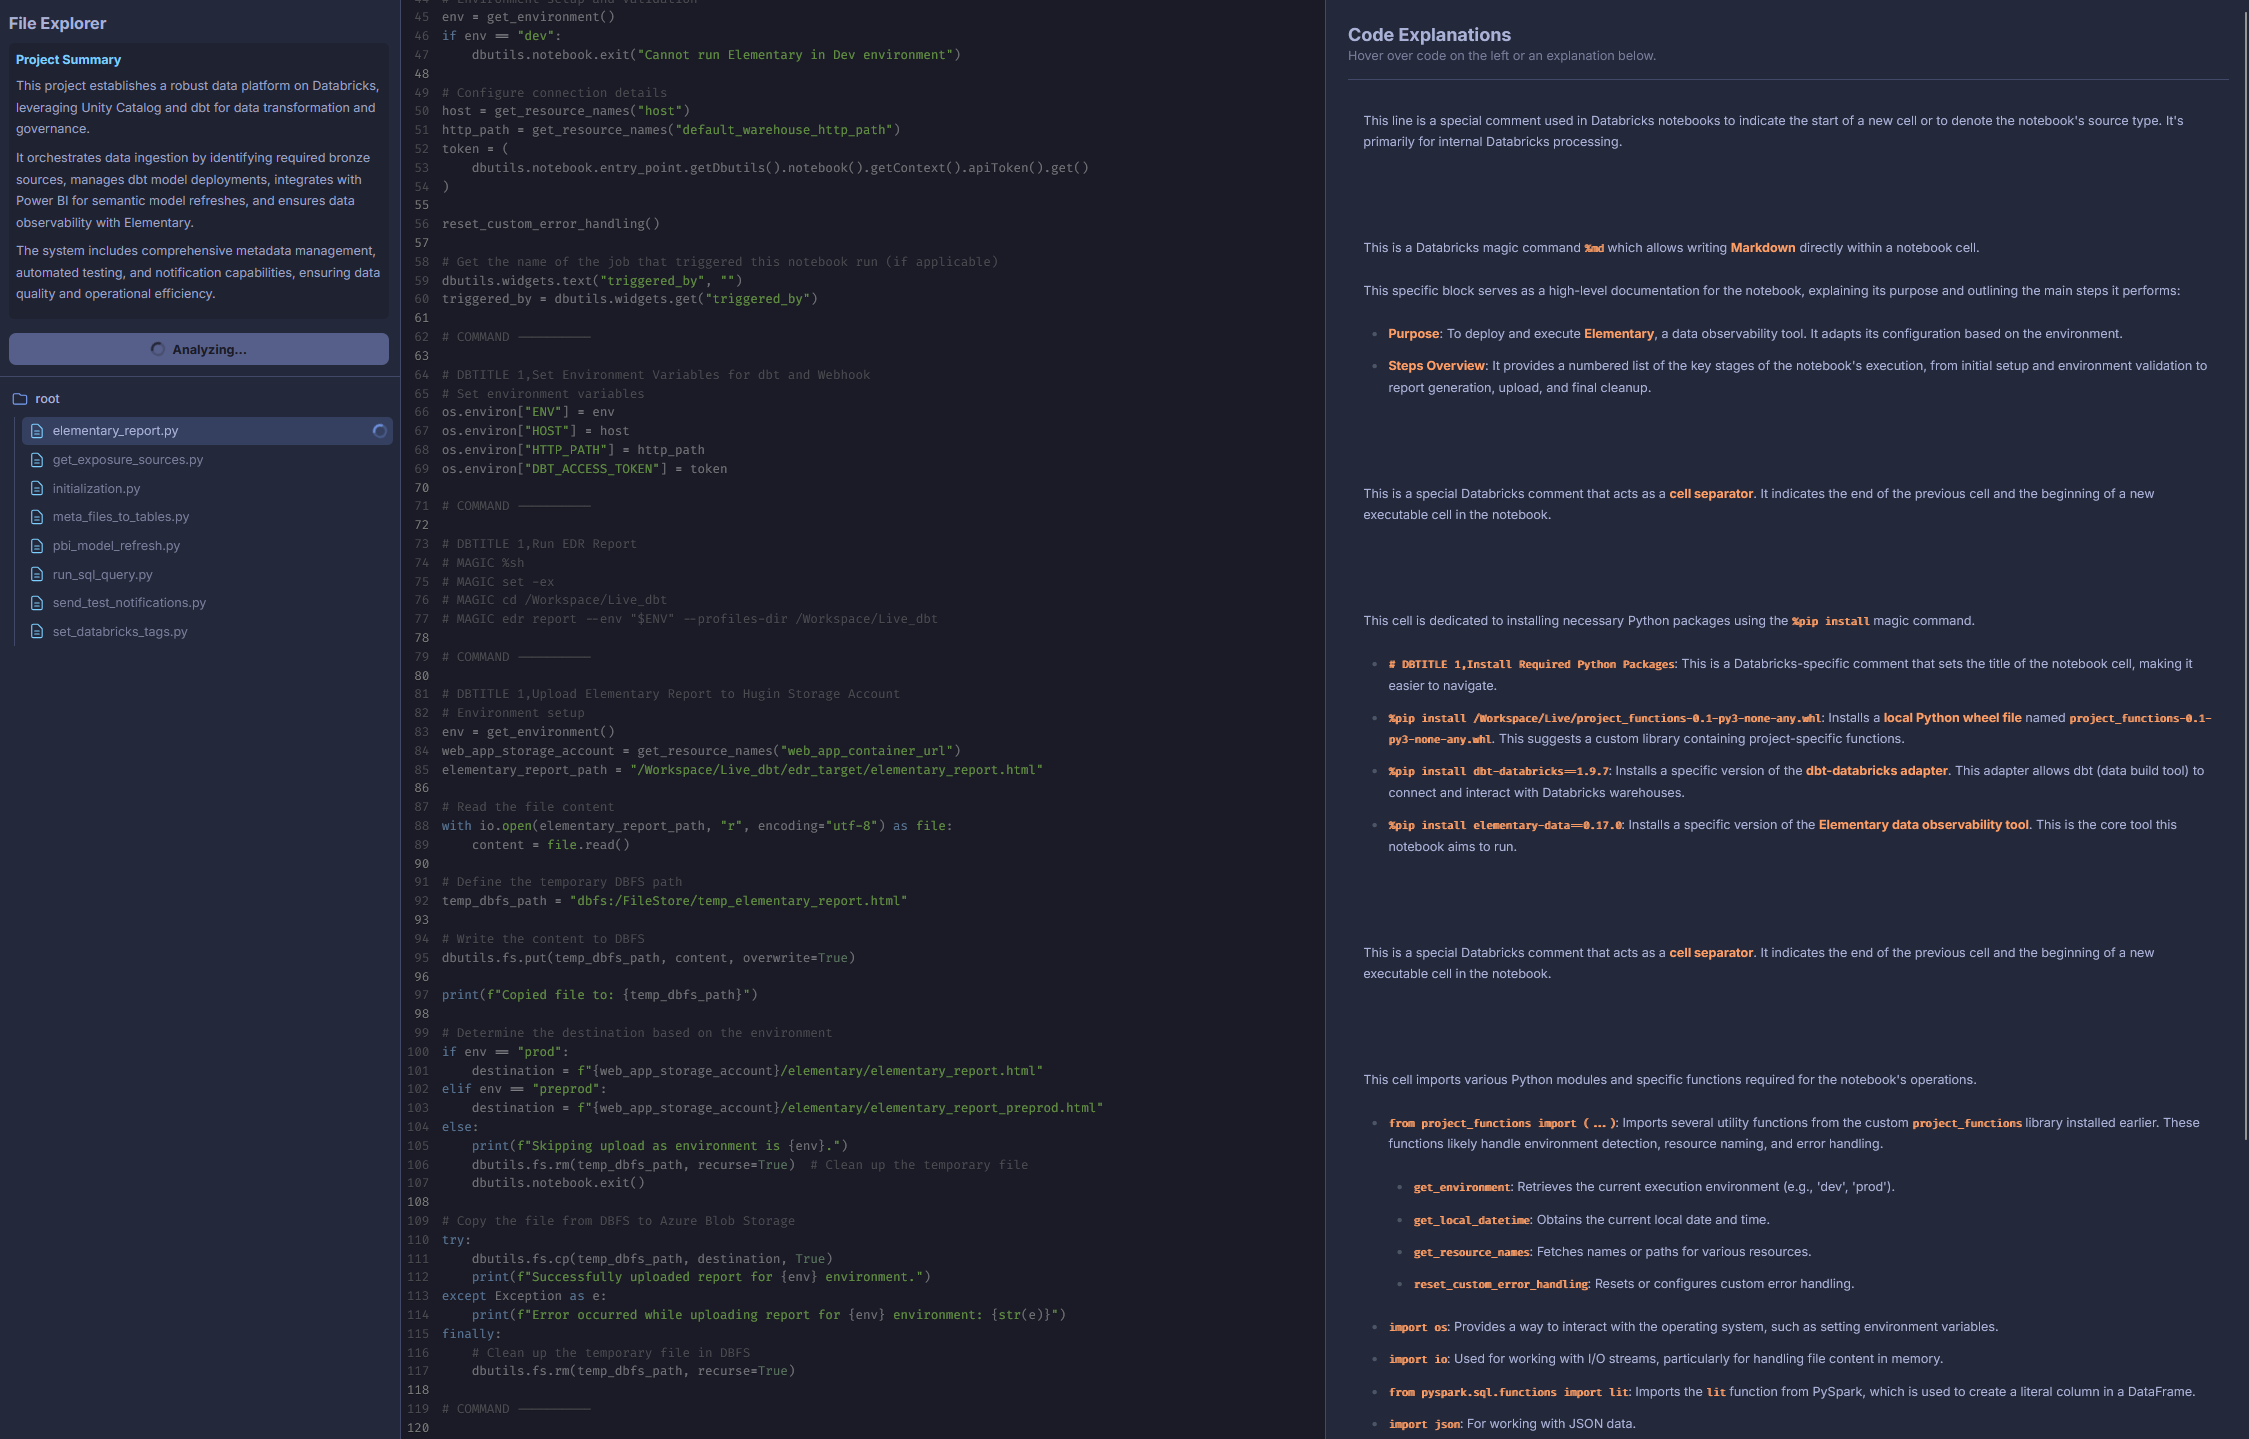 File Explorer
Project Summary
This project establishes a robust data platform on Databricks,
leveraging Unity Catalog and dbt for data transformation and
governance.
It orchestrates data ingestion by identifying required bronze
sources, manages dbt model deployments, integrates with
Power BI for semantic model refreshes, and ensures data
observability with Elementary.
The system includes comprehensive metadata management,
automated testing, and notification capabilities, ensuring data
quality and operational efficiency.
Analyzing...
root
elementary_report.py
get_exposure_sources.py
initialization.py
meta_files_to_tables.py
pbi_model_refresh.py
run_sql_query.py
send_test_notifications.py
set_databricks_tags.py
44 # Environment setup and validation
45 env = get_environment()
46 if env == "dev":
47     dbutils.notebook.exit("Cannot run Elementary in Dev environment")
48
49 # Configure connection details
50 host = get_resource_names("host")
51 http_path = get_resource_names("default_warehouse_http_path")
52 token = (
53     dbutils.notebook.entry_point.getDbutils().notebook().getContext().apiToken().get()
54 )
55
56 reset_custom_error_handling()
57
58 # Get the name of the job that triggered this notebook run (if applicable)
59 dbutils.widgets.text("triggered_by", "")
60 triggered_by = dbutils.widgets.get("triggered_by")
61
62 # COMMAND ----------
63
64 # DBTITLE 1,Set Environment Variables for dbt and Webhook
65 # Set environment variables
66 os.environ["ENV"] = env
67 os.environ["HOST"] = host
68 os.environ["HTTP_PATH"] = http_path
69 os.environ["DBT_ACCESS_TOKEN"] = token
70
71 # COMMAND ----------
72
73 # DBTITLE 1,Run EDR Report
74 # MAGIC %sh
75 # MAGIC set -ex
76 # MAGIC cd /Workspace/Live_dbt
77 # MAGIC edr report --env "$ENV" --profiles-dir /Workspace/Live_dbt
78
79 # COMMAND ----------
80
81 # DBTITLE 1,Upload Elementary Report to Hugin Storage Account
82 # Environment setup
83 env = get_environment()
84 web_app_storage_account = get_resource_names("web_app_container_url")
85 elementary_report_path = "/Workspace/Live_dbt/edr_target/elementary_report.html"
86
87 # Read the file content
88 with io.open(elementary_report_path, "r", encoding="utf-8") as file:
89     content = file.read()
90
91 # Define the temporary DBFS path
92 temp_dbfs_path = "dbfs:/FileStore/temp_elementary_report.html"
93
94 # Write the content to DBFS
95 dbutils.fs.put(temp_dbfs_path, content, overwrite=True)
96
97 print(f"Copied file to: {temp_dbfs_path}")
98
99 # Determine the destination based on the environment
100 if env == "prod":
101     destination = f"{web_app_storage_account}/elementary/elementary_report.html"
102 elif env == "preprod":
103     destination = f"{web_app_storage_account}/elementary/elementary_report_preprod.html"
104 else:
105     print(f"Skipping upload as environment is {env}.")
106     dbutils.fs.rm(temp_dbfs_path, recurse=True)  # Clean up the temporary file
107     dbutils.notebook.exit()
108
109 # Copy the file from DBFS to Azure Blob Storage
110 try:
111     dbutils.fs.cp(temp_dbfs_path, destination, True)
112     print(f"Successfully uploaded report for {env} environment.")
113 except Exception as e:
114     print(f"Error occurred while uploading report for {env} environment: {str(e)}")
115 finally:
116     # Clean up the temporary file in DBFS
117     dbutils.fs.rm(temp_dbfs_path, recurse=True)
118
119 # COMMAND ----------
120
Code Explanations
Hover over code on the left or an explanation below.
This line is a special comment used in Databricks notebooks to indicate the start of a new cell or to denote the notebook's source type. It's
primarily for internal Databricks processing.
This is a Databricks magic command %md which allows writing Markdown directly within a notebook cell.
This specific block serves as a high-level documentation for the notebook, explaining its purpose and outlining the main steps it performs:
• Purpose: To deploy and execute Elementary, a data observability tool. It adapts its configuration based on the environment.
• Steps Overview: It provides a numbered list of the key stages of the notebook's execution, from initial setup and environment validation to
report generation, upload, and final cleanup.
This is a special Databricks comment that acts as a cell separator. It indicates the end of the previous cell and the beginning of a new
executable cell in the notebook.
This cell is dedicated to installing necessary Python packages using the %pip install magic command.
• # DBTITLE 1,Install Required Python Packages: This is a Databricks-specific comment that sets the title of the notebook cell, making it
easier to navigate.
• %pip install /Workspace/Live/project_functions-0.1-py3-none-any.whl: Installs a local Python wheel file named project_functions-0.1-
py3-none-any.whl. This suggests a custom library containing project-specific functions.
• %pip install dbt-databricks==1.9.7: Installs a specific version of the dbt-databricks adapter. This adapter allows dbt (data build tool) to
connect and interact with Databricks warehouses.
• %pip install elementary-data==0.17.0: Installs a specific version of the Elementary data observability tool. This is the core tool this
notebook aims to run.
This is a special Databricks comment that acts as a cell separator. It indicates the end of the previous cell and the beginning of a new
executable cell in the notebook.
This cell imports various Python modules and specific functions required for the notebook's operations.
• from project_functions import (...): Imports several utility functions from the custom project_functions library installed earlier. These
functions likely handle environment detection, resource naming, and error handling.
• get_environment: Retrieves the current execution environment (e.g., 'dev', 'prod').
• get_local_datetime: Obtains the current local date and time.
• get_resource_names: Fetches names or paths for various resources.
• reset_custom_error_handling: Resets or configures custom error handling.
• import os: Provides a way to interact with the operating system, such as setting environment variables.
• import io: Used for working with I/O streams, particularly for handling file content in memory.
• from pyspark.sql.functions import lit: Imports the lit function from PySpark, which is used to create a literal column in a DataFrame.
• import json: For working with JSON data.